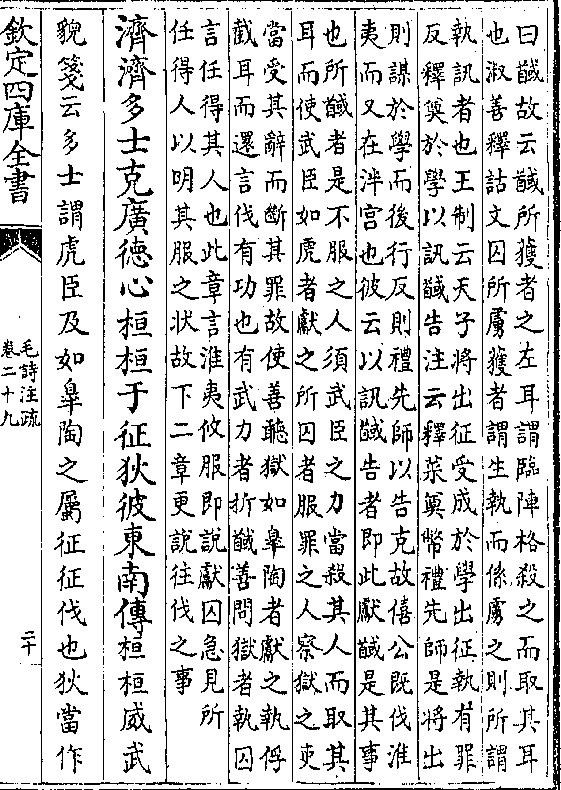 曰馘故云馘所獲者之左耳謂臨陣格殺之而取其耳
也淑善釋詁文囚所虜獲者謂生執而係虜之則所謂
執訊者也王制云天子將出征受成於學出征執有罪
反釋奠於學以訊馘告注云釋菜奠幣禮先師是將出
則謀於學而後行反則禮先師以告克故僖公既伐淮
夷而又在泮宮也彼云以訊馘告者即此獻馘是其事
也所馘者是不服之人須武臣之力當殺其人而取其
耳而使武臣如虎者獻之所囚者服罪之人察獄之吏
當受其辭而斷其罪故使善聽獄如臯陶者獻之執俘
截耳而還言伐有功也有武力者折馘善問獄者執囚
言任得其人也此章言淮夷攸服即說獻囚急見所
任得人以明其服之状故下二章更説往伐之事
濟濟多士克廣德心桓桓于征狄彼東南傳桓桓威武
貌箋云多士謂虎臣及如臯陶之屬征征伐也狄當作
欽定四庫全書
毛詩注疏
卷二十九
二十